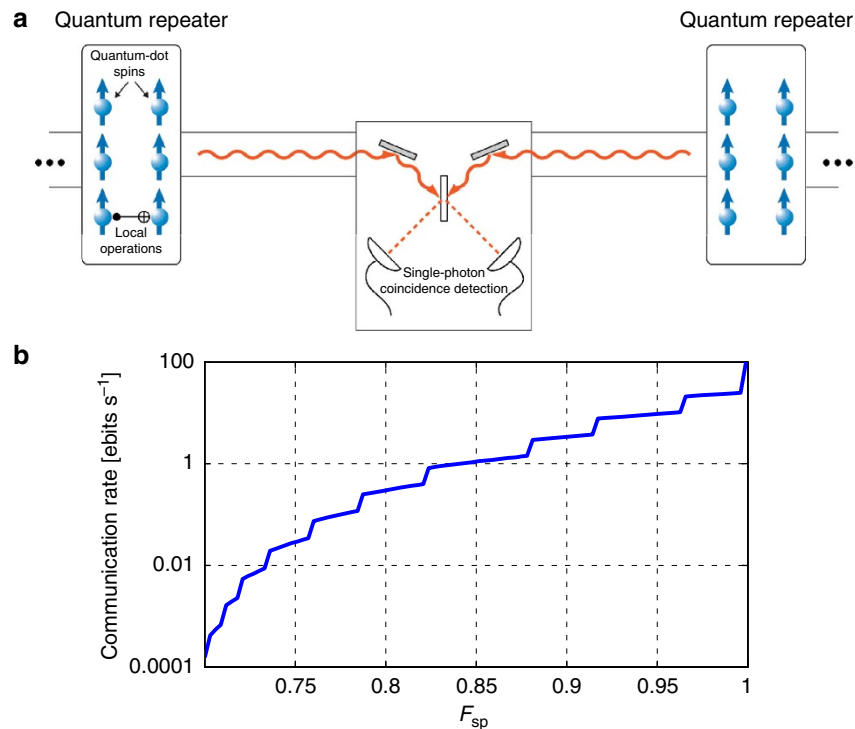 a
Quantum repeater
Quantum repeater
Quantum-dot
spins
Local
operations
Single-photon
coincidence detection
b
Communication rate [ebits s⁻¹]
100
1
0.01
0.0001
0.75
0.8
0.85
0.9
0.95
1
F_sp